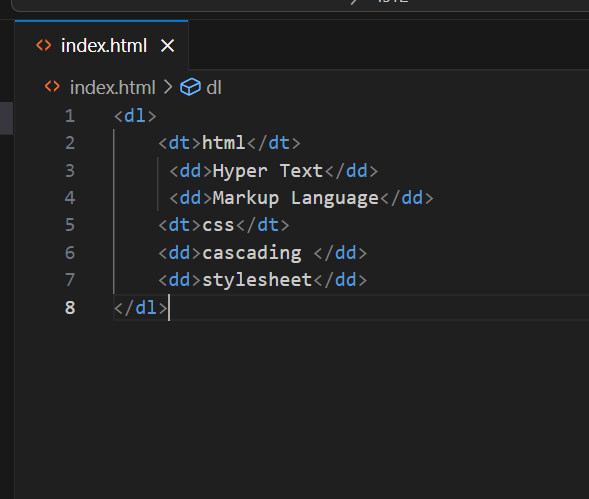 index.html
index.html > dl
1 <dl>
2 <dt>html</dt>
3 <dd>Hyper Text</dd>
4 <dd>Markup Language</dd>
5 <dt>css</dt>
6 <dd>cascading </dd>
7 <dd>stylesheet</dd>
8 </dl>